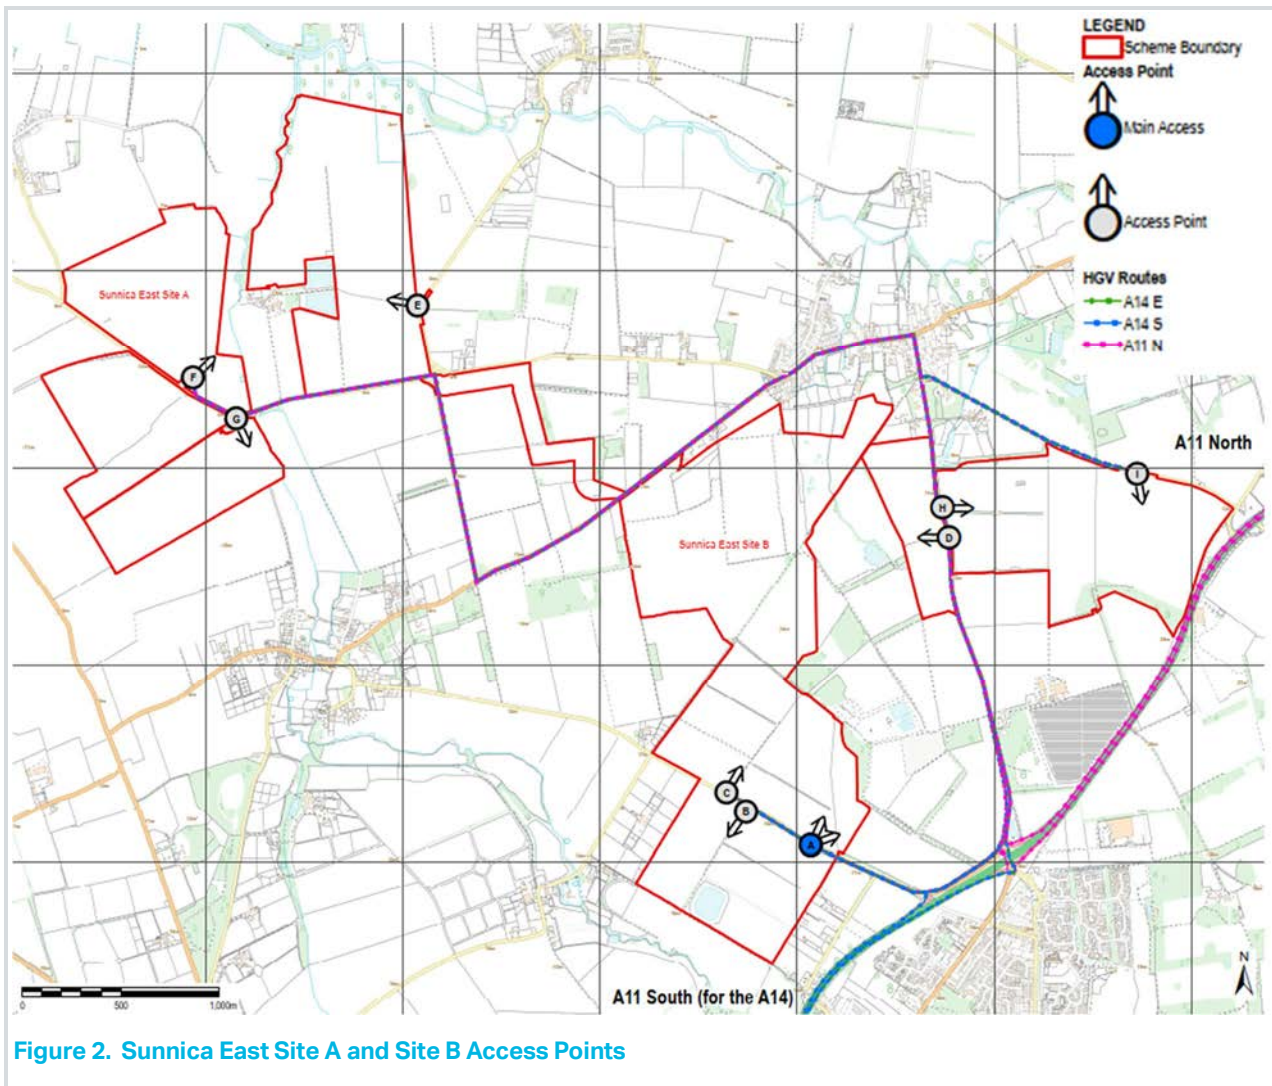 LEGEND
Scheme Boundary
Access Point
Main Access
Access Point
HGV Routes
A14 E
A14 S
A11 N
Sunnica East Site A
E
F
G
A11 North
I
H
D
Sunnica East Site B
C
B
A
N
0 500 1,000m
A11 South (for the A14)
Figure 2. Sunnica East Site A and Site B Access Points